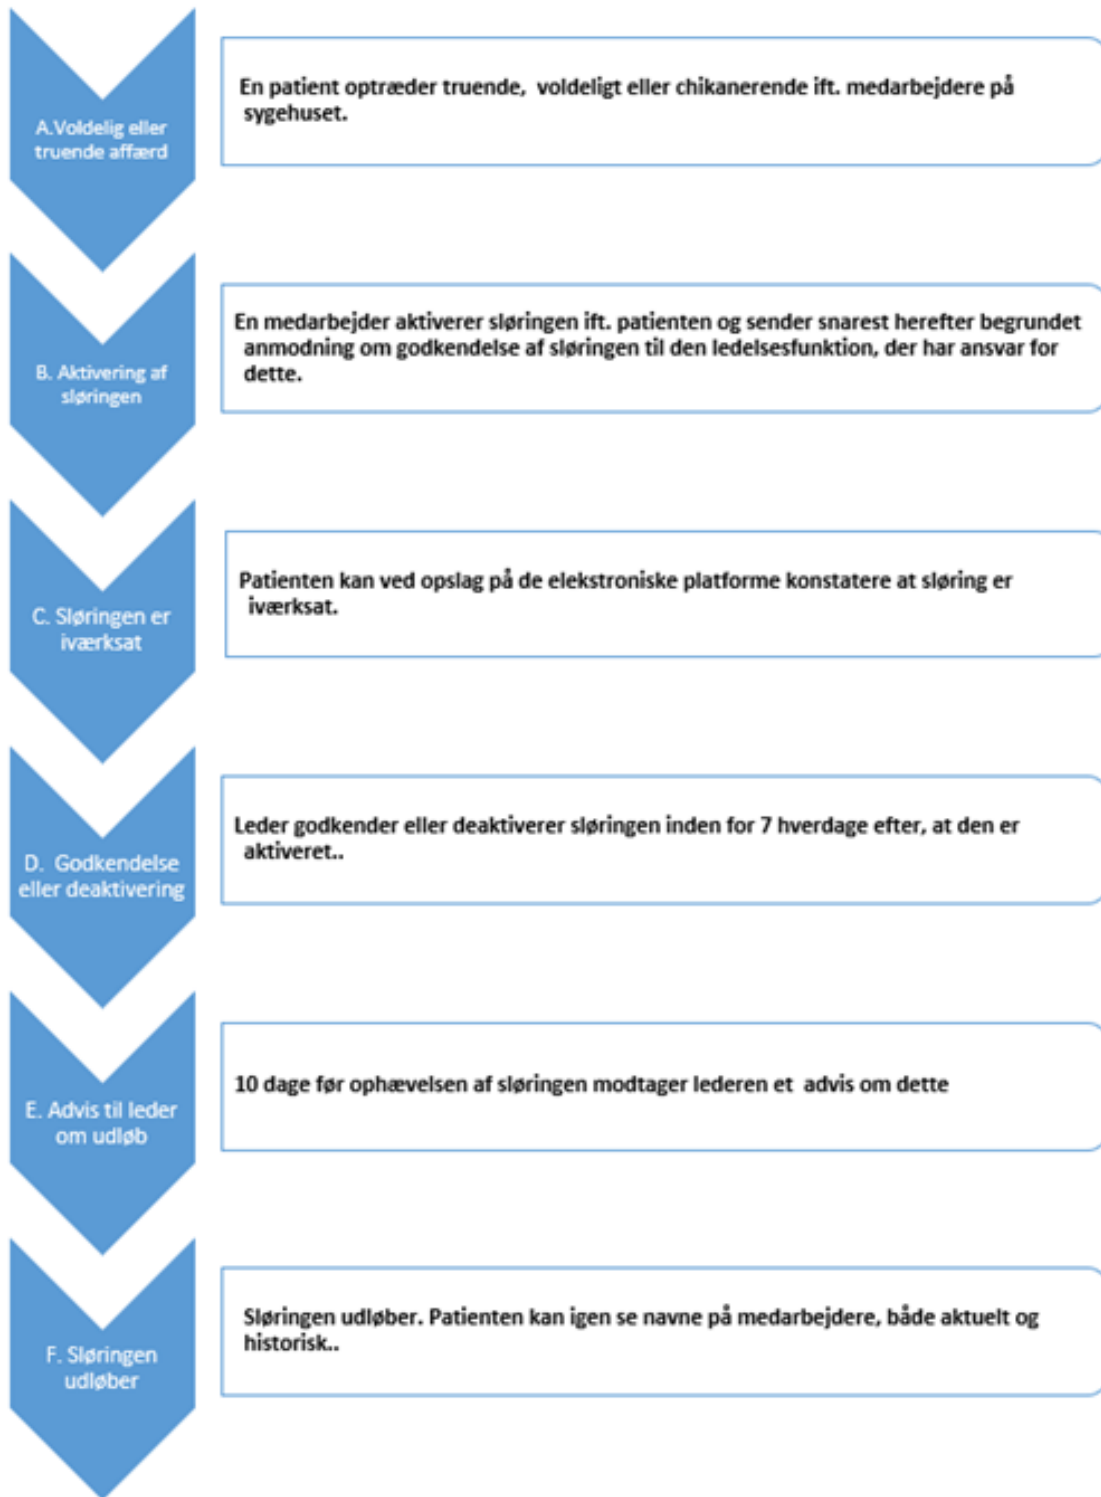 A.Voldelig eller
truende affærd
En patient optræder truende, voldeligt eller chikanerende ift. medarbejdere på
sygehuset.
B. Aktivering af
sløringen
En medarbejder aktiverer sløringen ift. patienten og sender snarest herefter begrundet
anmodning om godkendelse af sløringen til den ledelsesfunktion, der har ansvar for
dette.
C. Sløringen er
iværksat
Patienten kan ved opslag på de elekstroniske platforme konstatere at sløring er
iværksat.
D. Godkendelse
eller deaktivering
Leder godkender eller deaktiverer sløringen inden for 7 hverdage efter, at den er
aktiveret..
E. Advis til leder
om udløb
10 dage før ophævelsen af sløringen modtager lederen et advis om dette
F. Sløringen
udløber
Sløringen udløber. Patienten kan igen se navne på medarbejdere, både aktuelt og
historisk..